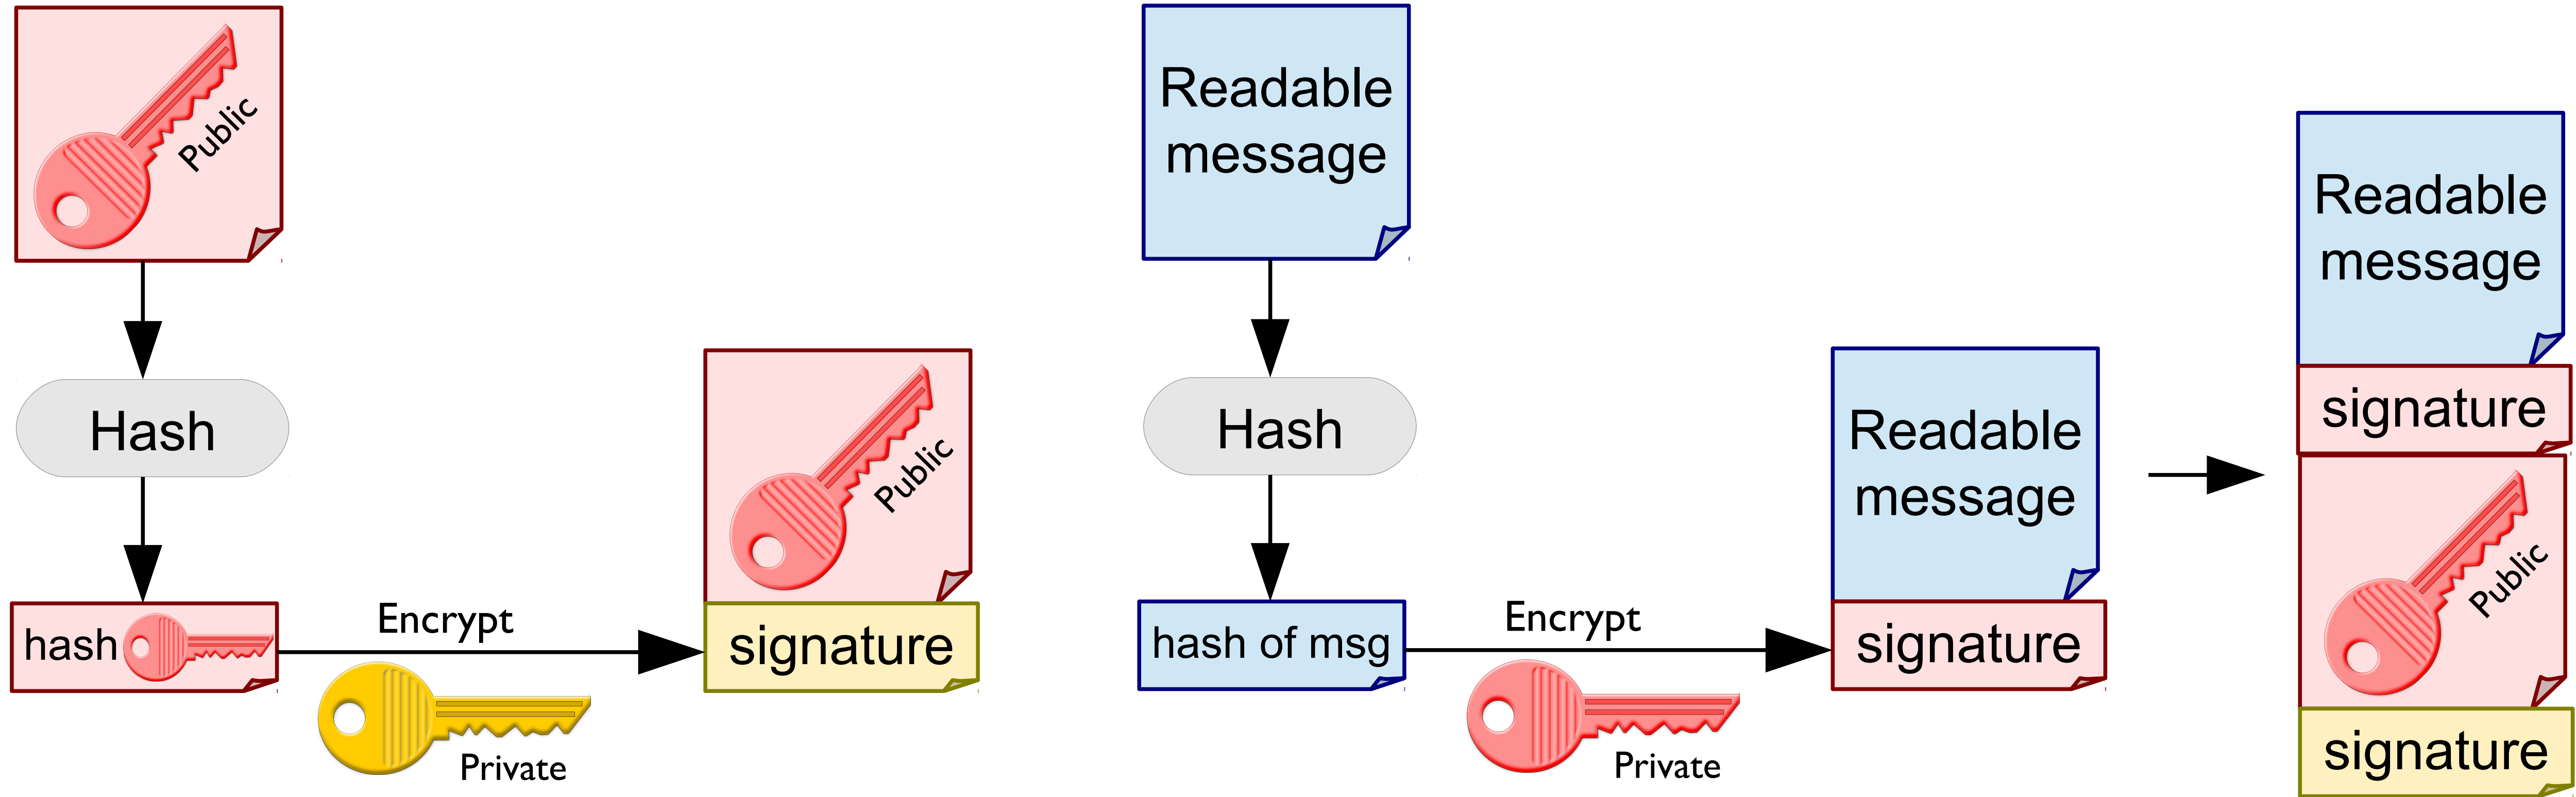 Public
Hash
hash
Encrypt
Private
Public
signature
Readable
message
Hash
hash of msg
Encrypt
Private
Readable
message
signature
Readable
message
signature
Public
signature